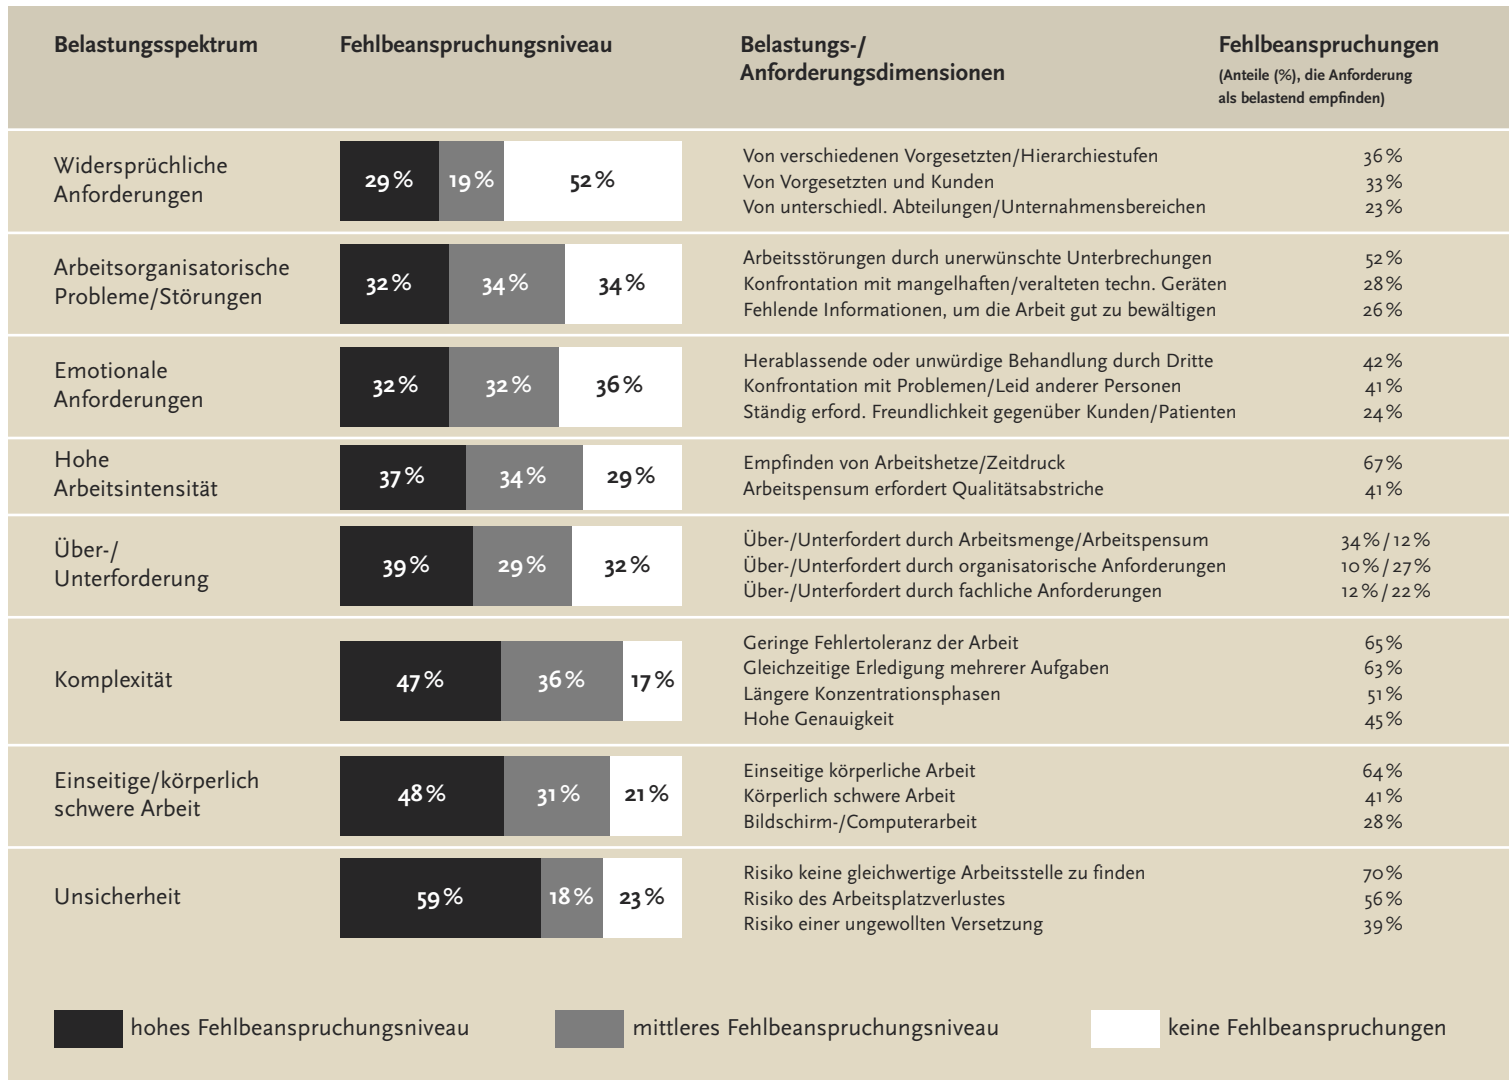 Belastungsspektrum
Fehlbeanspruchungsniveau
Belastungs-/
Anforderungsdimensionen
Fehlbeanspruchungen
(Anteile (%), die Anforderung
als belastend empfinden)
Widersprüchliche
Anforderungen
29 % 19 % 52 %
Von verschiedenen Vorgesetzten/Hierarchiestufen 36 %
Von Vorgesetzten und Kunden 33 %
Von unterschiedl. Abteilungen/Unternahmensbereichen 23 %
Arbeitsorganisatorische
Probleme/Störungen
32 % 34 % 34 %
Arbeitsstörungen durch unerwünschte Unterbrechungen 52 %
Konfrontation mit mangelhaften/veralteten techn. Geräten 28 %
Fehlende Informationen, um die Arbeit gut zu bewältigen 26 %
Emotionale
Anforderungen
32 % 32 % 36 %
Herablassende oder unwürdige Behandlung durch Dritte 42 %
Konfrontation mit Problemen/Leid anderer Personen 41 %
Ständig erford. Freundlichkeit gegenüber Kunden/Patienten 24 %
Hohe
Arbeitsintensität
37 % 34 % 29 %
Empfinden von Arbeitshetze/Zeitdruck 67 %
Arbeitspensum erfordert Qualitätsabstriche 41 %
Über-/
Unterforderung
39 % 29 % 32 %
Über-/Unterfordert durch Arbeitsmenge/Arbeitspensum 34 % / 12 %
Über-/Unterfordert durch organisatorische Anforderungen 10 % / 27 %
Über-/Unterfordert durch fachliche Anforderungen 12 % / 22 %
Komplexität
47 % 36 % 17 %
Geringe Fehlertoleranz der Arbeit 65 %
Gleichzeitige Erledigung mehrerer Aufgaben 63 %
Längere Konzentrationsphasen 51 %
Hohe Genauigkeit 45 %
Einseitige/körperlich
schwere Arbeit
48 % 31 % 21 %
Einseitige körperliche Arbeit 64 %
Körperlich schwere Arbeit 41 %
Bildschirm-/Computerarbeit 28 %
Unsicherheit
59 % 18 % 23 %
Risiko keine gleichwertige Arbeitsstelle zu finden 70 %
Risiko des Arbeitsplatzverlustes 56 %
Risiko einer ungewollten Versetzung 39 %
hohes Fehlbeanspruchungsniveau
mittleres Fehlbeanspruchungsniveau
keine Fehlbeanspruchungen